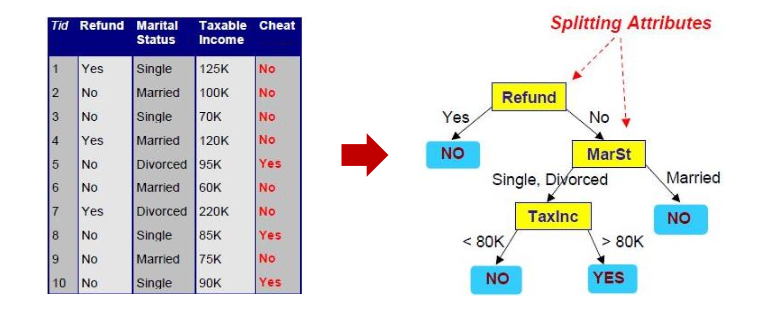 Tid Refund Marital Status Taxable Income Cheat
1 Yes Single 125K No
2 No Married 100K No
3 No Single 70K No
4 Yes Married 120K No
5 No Divorced 95K Yes
6 No Married 60K No
7 Yes Divorced 220K No
8 No Single 85K Yes
9 No Married 75K No
10 No Single 90K Yes
Splitting Attributes
Refund
Yes No
NO MarSt
Single, Divorced Married
TaxInc NO
< 80K > 80K
NO YES